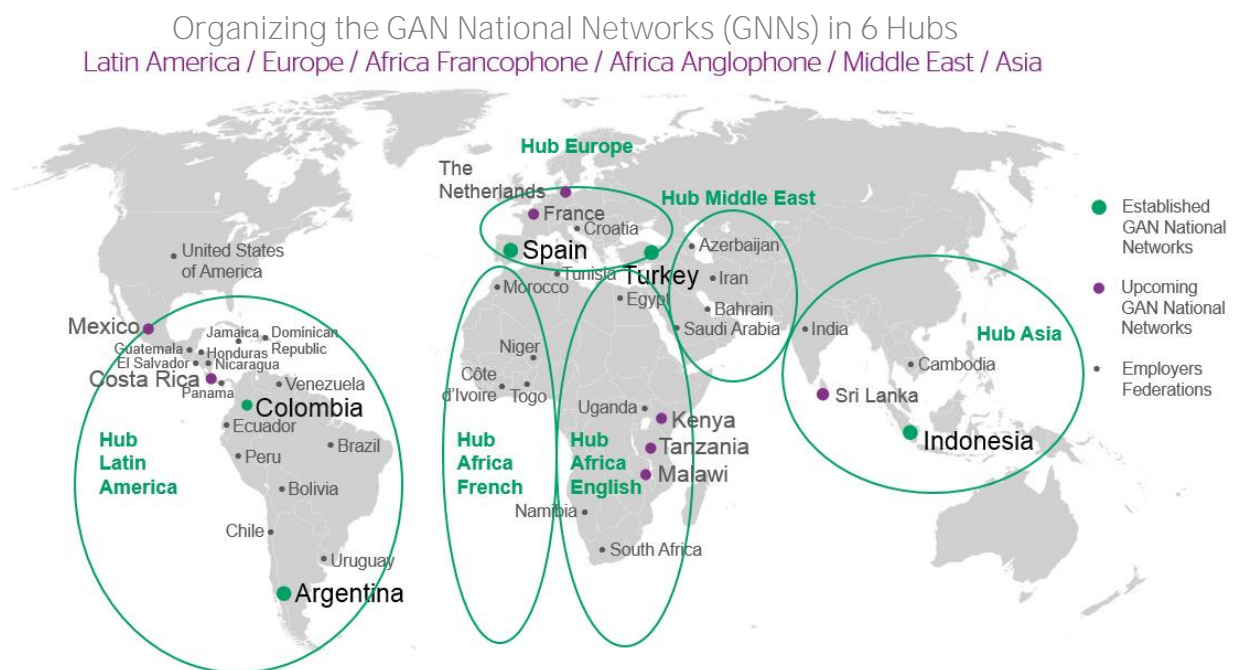 Organizing the GAN National Networks (GNNs) in 6 Hubs
Latin America / Europe / Africa Francophone / Africa Anglophone / Middle East / Asia
Hub Europe
The
Netherlands
France
Croatia
Spain
Turkey
Hub Middle East
Azerbaijan
Iran
Bahrain
Saudi Arabia
Established
GAN National
Networks
Upcoming
GAN National
Networks
Employers
Federations
United States
of America
Mexico
Jamaica
Dominican
Republic
Guatemala
Honduras
El Salvador
Nicaragua
Costa Rica
Panama
Venezuela
Colombia
Ecuador
Brazil
Hub
Latin
America
Peru
Bolivia
Chile
Uruguay
Argentina
Tunisia
Morocco
Egypt
Niger
Côte
d'Ivoire
Togo
Hub
Africa
French
Uganda
Kenya
Tanzania
Malawi
Hub
Africa
English
Namibia
South Africa
India
Hub Asia
Cambodia
Sri Lanka
Indonesia